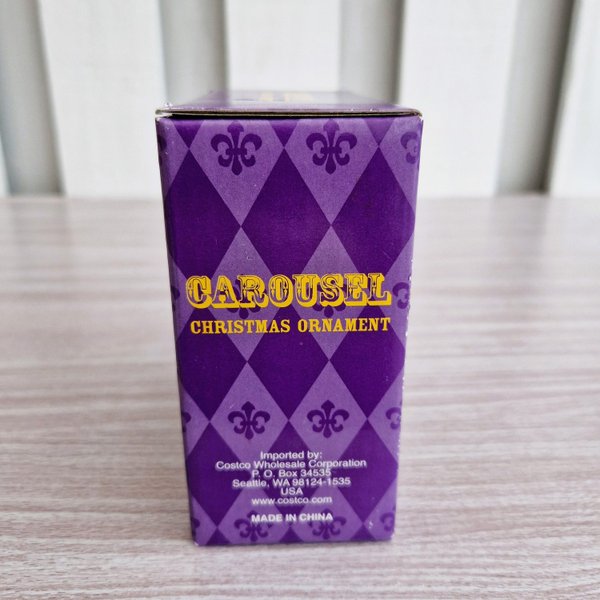 CAROUSEL
CHRISTMAS ORNAMENT
Imported by:
Costco Wholesale Corporation
P. O. Box 34535
Seattle, WA 98124-1535
USA
www.costco.com
MADE IN CHINA